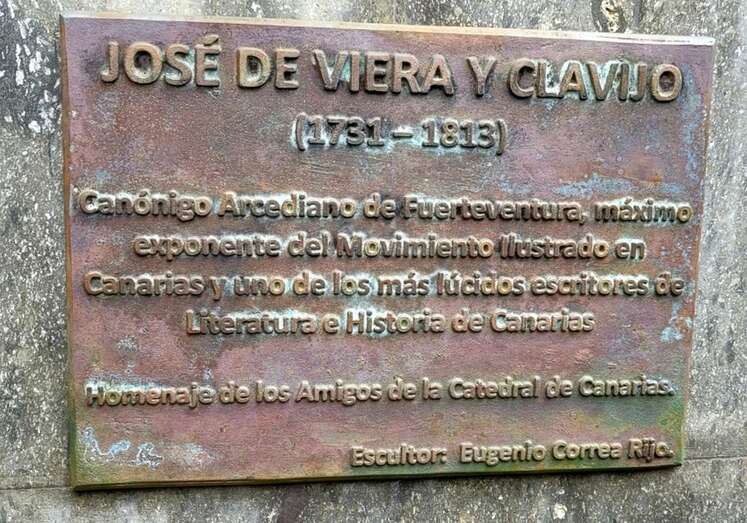 JOSÉ DE VIERA Y CLAVIJO
(1731 – 1813)
Canónigo Arcediano de Fuerteventura, máximo
exponente del Movimiento Ilustrado en
Canarias y uno de los más lúcidos escritores de
Literatura e Historia de Canarias
Homenaje de los Amigos de la Catedral de Canarias.
Escultor: Eugenio Correa Rijo.